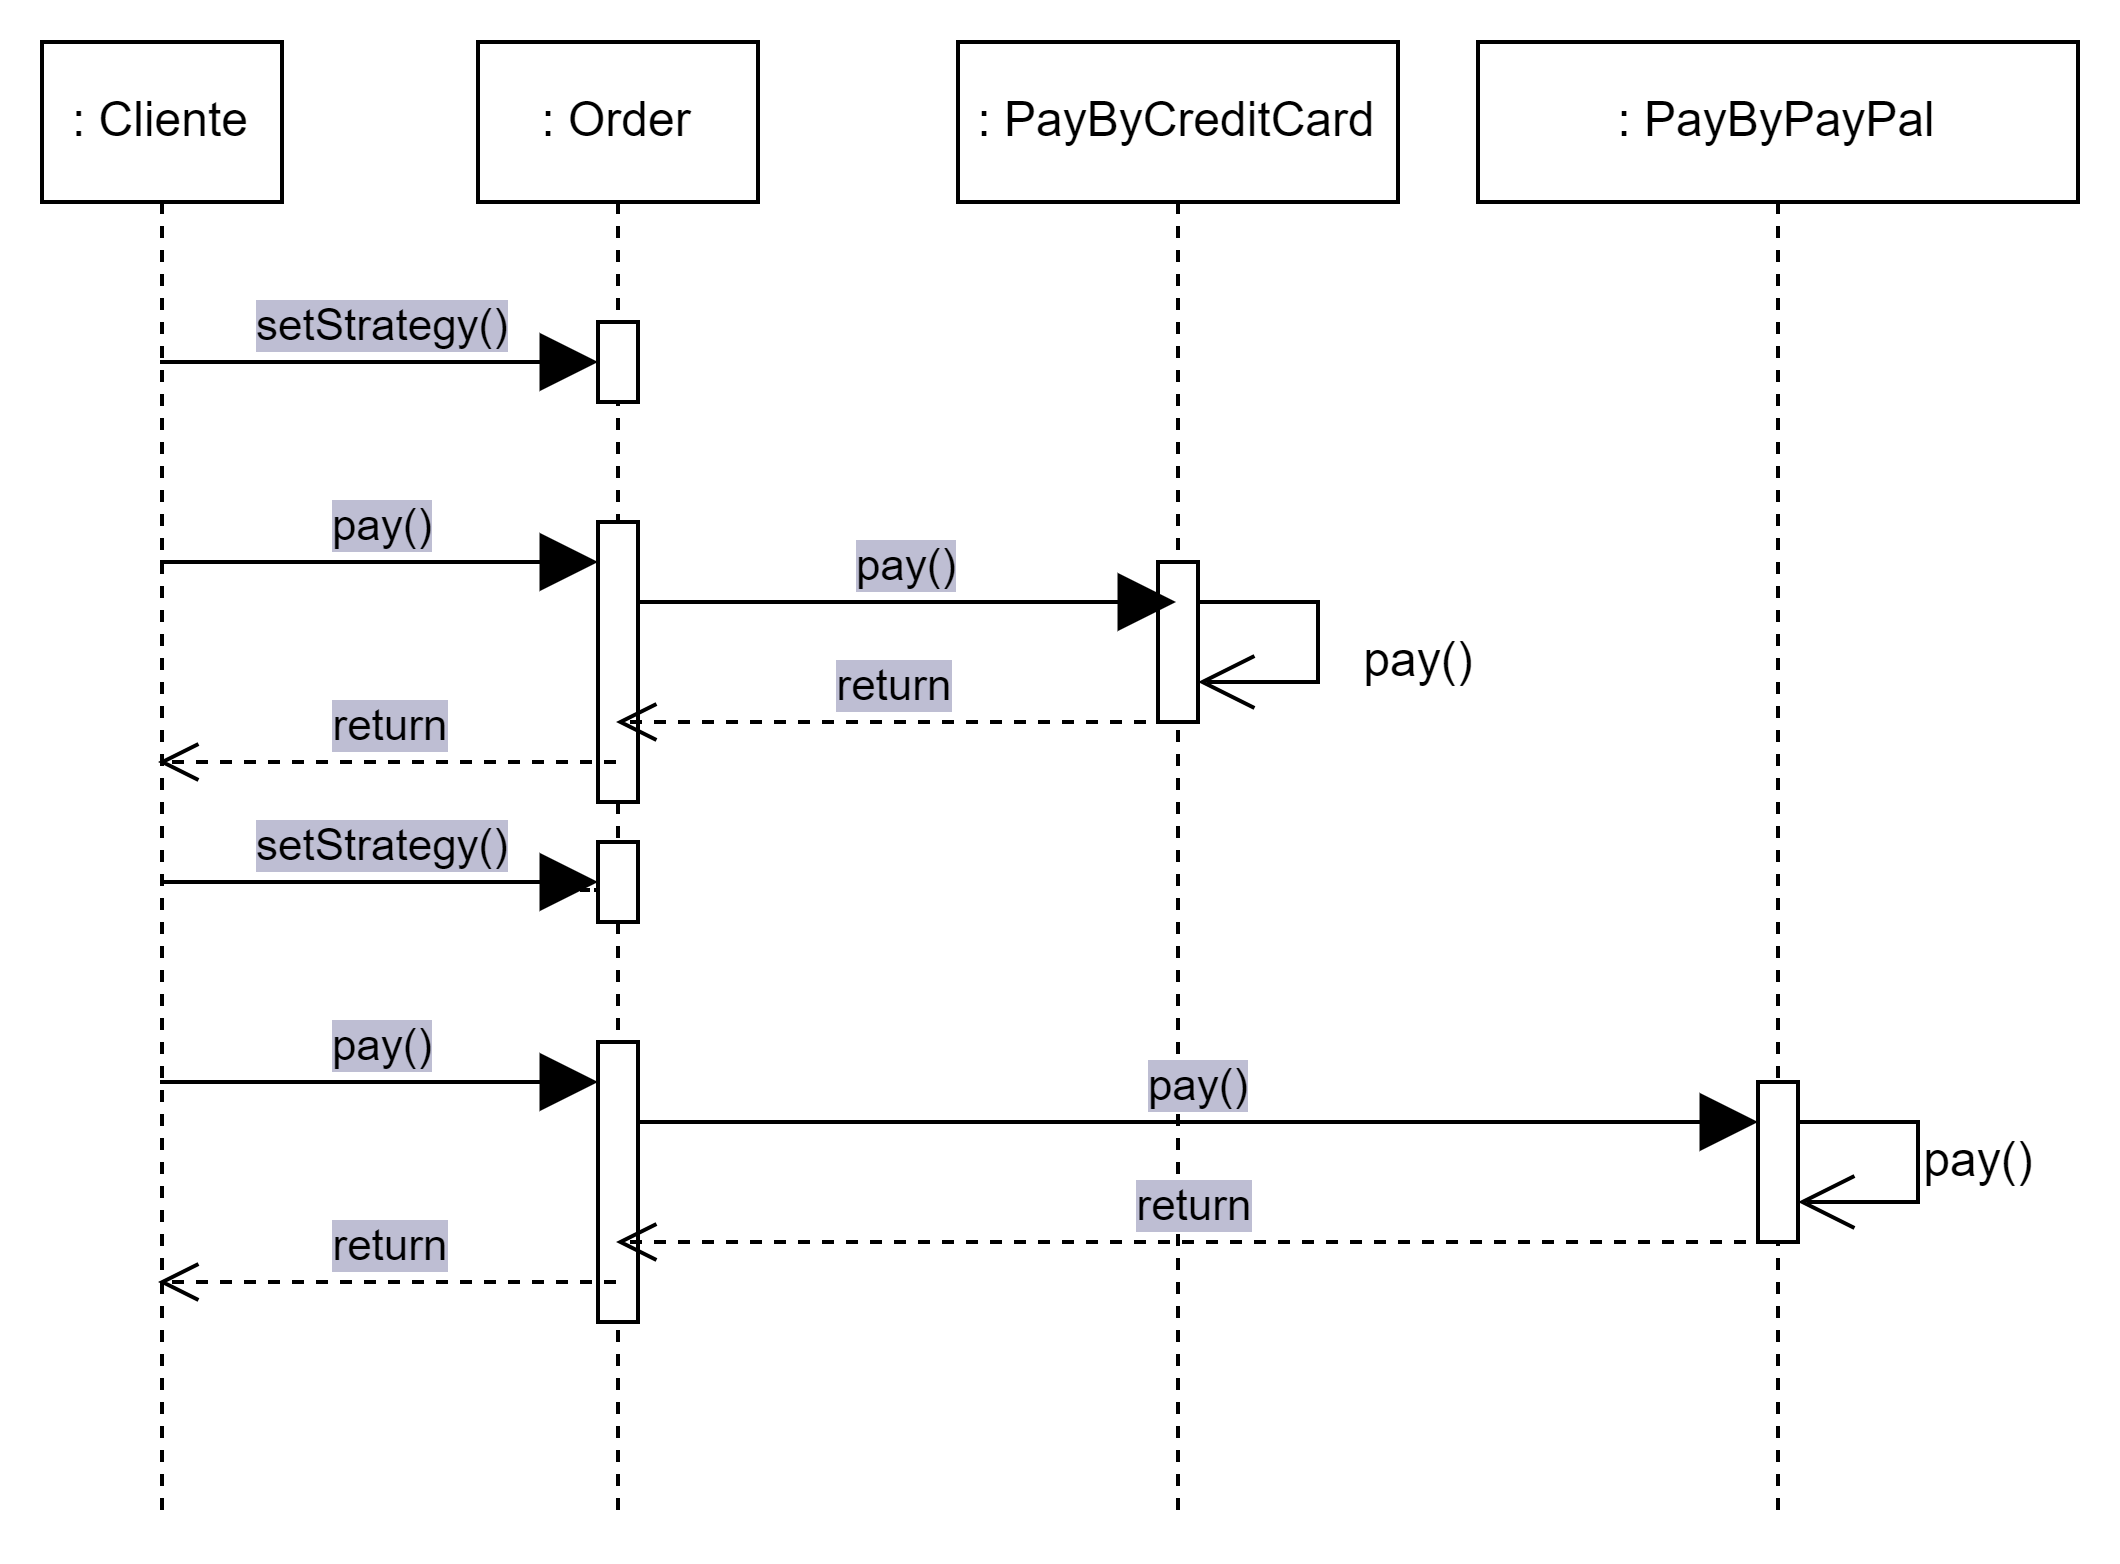 : Cliente
: Order
: PayByCreditCard
: PayByPayPal
setStrategy()
pay()
pay()
pay()
return
return
setStrategy()
pay()
pay()
pay()
return
return